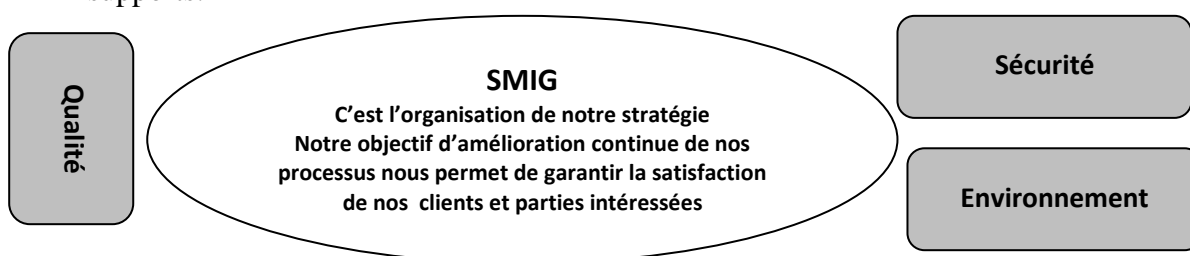 Qualité
SMIG
C’est l’organisation de notre stratégie
Notre objectif d’amélioration continue de nos
processus nous permet de garantir la satisfaction
de nos clients et parties intéressées
Sécurité
Environnement